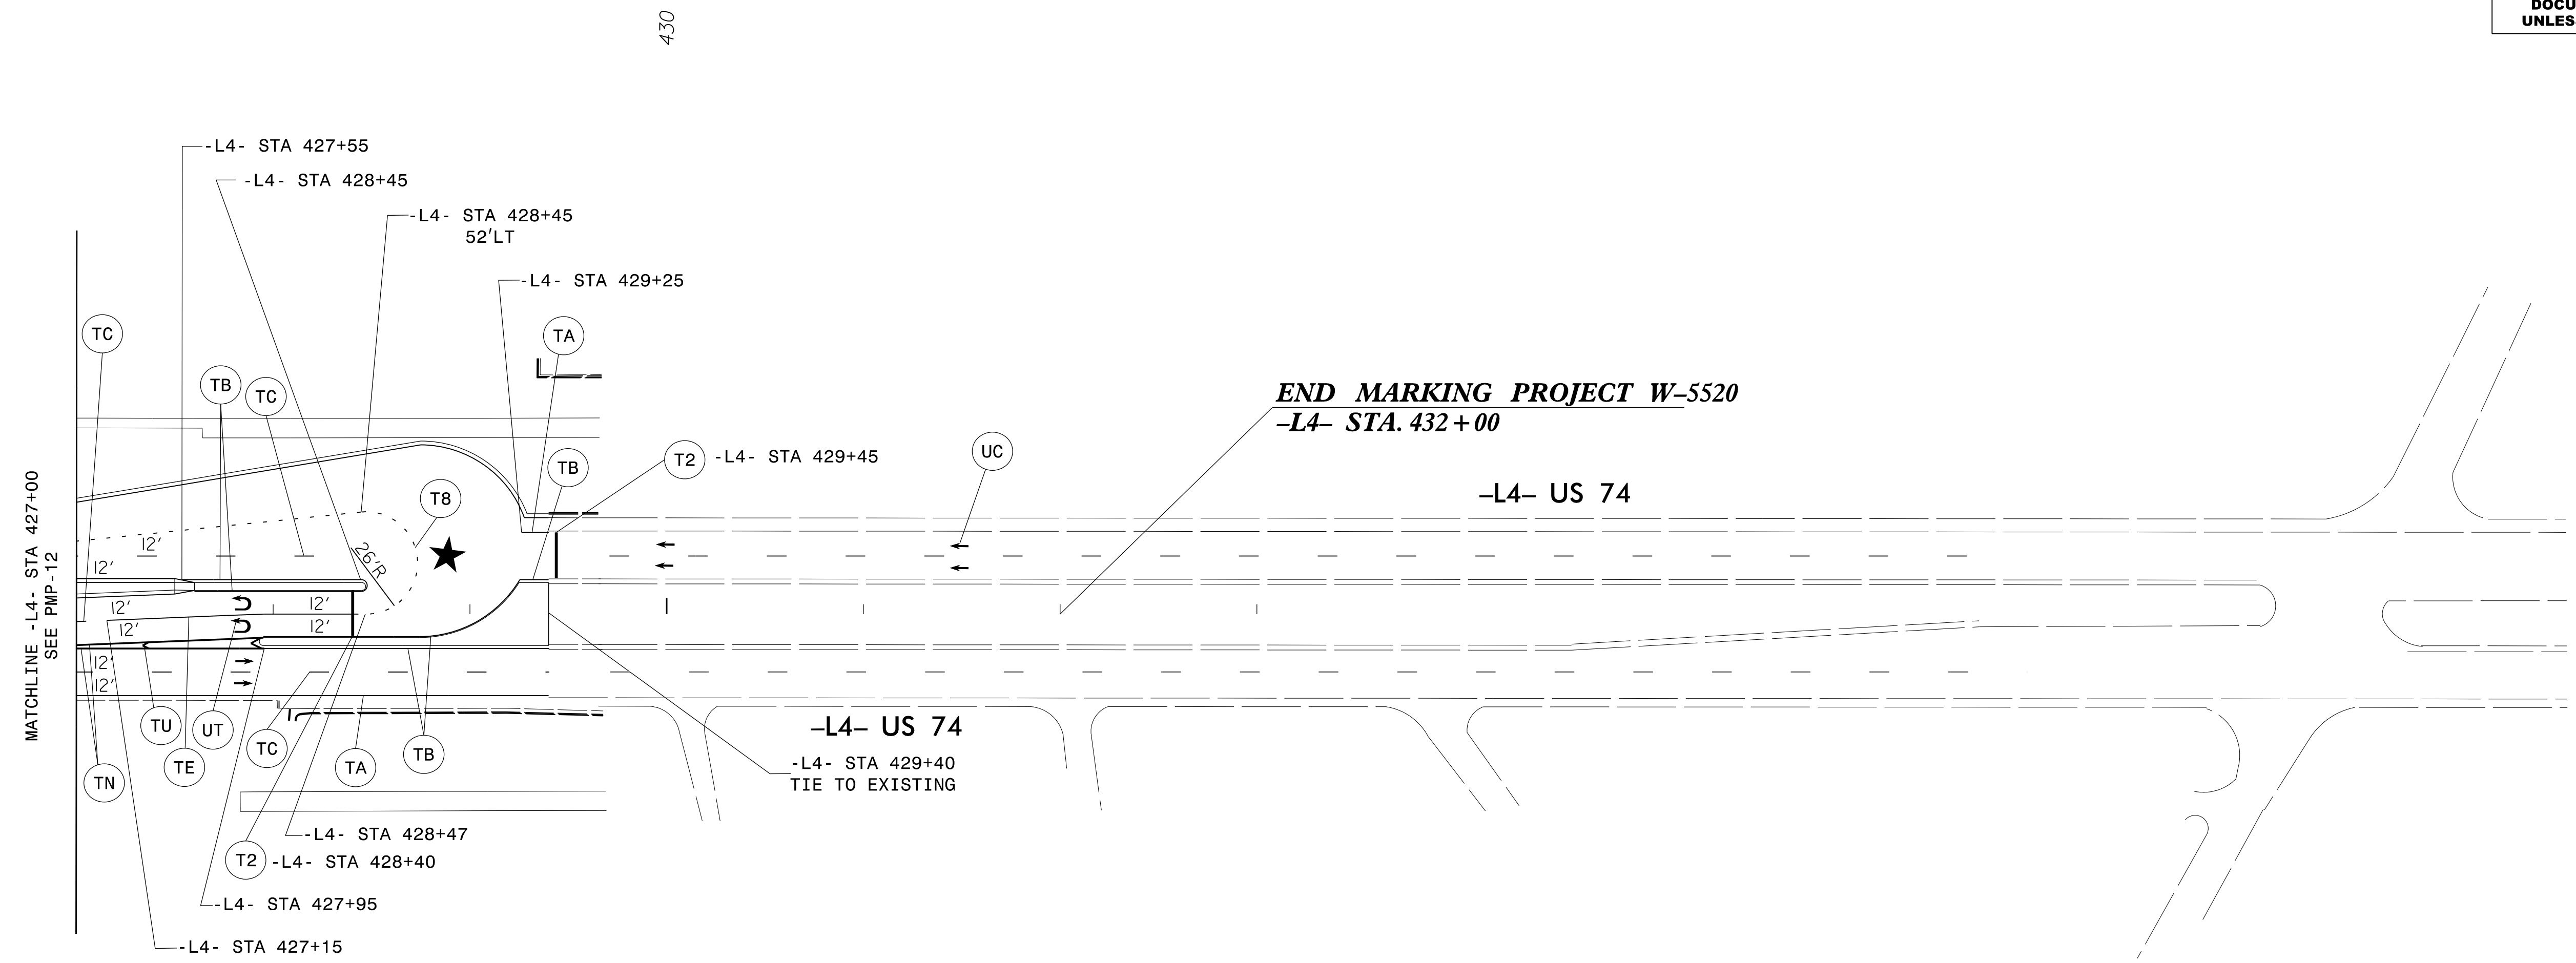 DOCU
UNLES
430
-L4- STA 427+55
-L4- STA 428+45
-L4- STA 428+45
52'LT
-L4- STA 429+25
TC
TA
TB
TC
END MARKING PROJECT W-5520
-L4- STA. 432+00
T2 -L4- STA 429+45
UC
TB
T8
-L4- US 74
MATCHLINE -L4- STA 427+00
SEE PMP-12
12'
26'R
12'
12'
12'
12'
12'
12'
12'
TU
UT
TC
TB
-L4- US 74
TN
TE
TA
-L4- STA 429+40
TIE TO EXISTING
-L4- STA 428+47
T2 -L4- STA 428+40
-L4- STA 427+95
-L4- STA 427+15